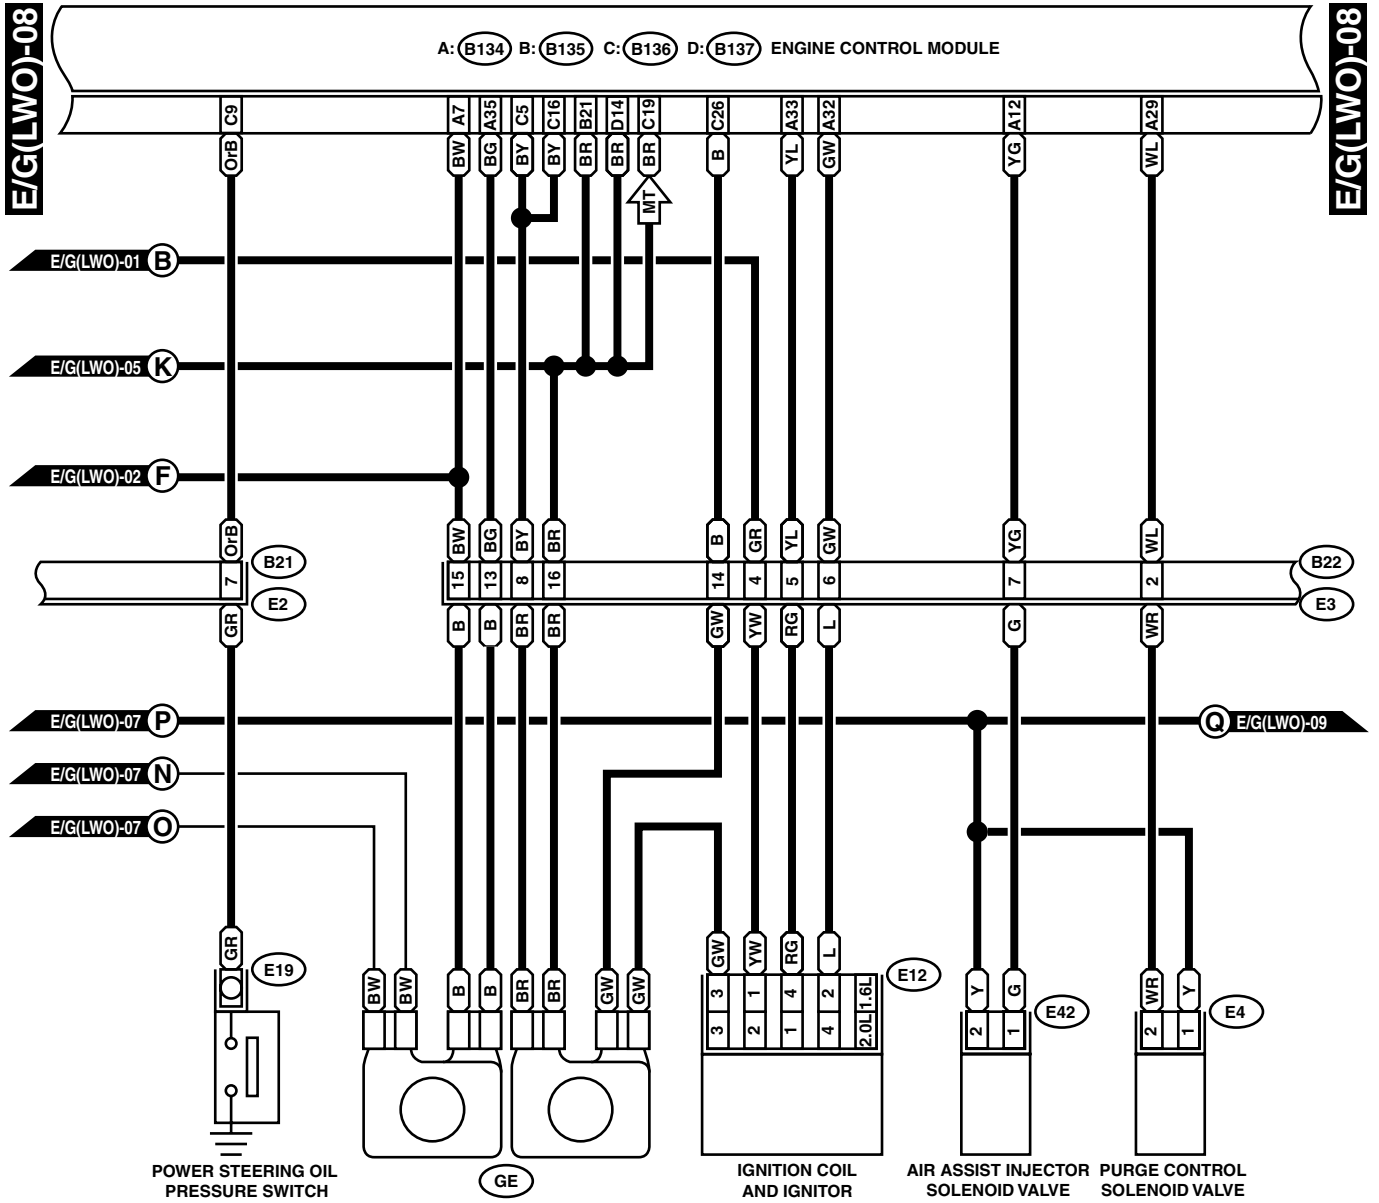 E/G(LWO)-08
E/G(LWO)-08
A: B134 B: B135 C: B136 D: B137 ENGINE CONTROL MODULE
C9 A7 A35 C5 C16 B21 D14 C19 C26 A33 A32 A12 A29
OrB BW BG BY BY BR BR BR B YL GW YG WL
MT
E/G(LWO)-01 B
E/G(LWO)-05 K
E/G(LWO)-02 F
OrB BW BG BY BR B GR YL GW YG WL
B21 B22
7 15 13 8 16 14 4 5 6 7 2
E2 E3
GR B B BR BR GW YW RG L G WR
E/G(LWO)-07 P Q E/G(LWO)-09
E/G(LWO)-07 N
E/G(LWO)-07 O
GR GW YW RG L
E19 E12
BW BW B B BR BR GW GW Y G WR Y
3 1 4 2 1.6L
E42 E4
3 2 1 4 2.0L 2 1 2 1
POWER STEERING OIL
PRESSURE SWITCH
GE
IGNITION COIL
AND IGNITOR
AIR ASSIST INJECTOR
SOLENOID VALVE
PURGE CONTROL
SOLENOID VALVE